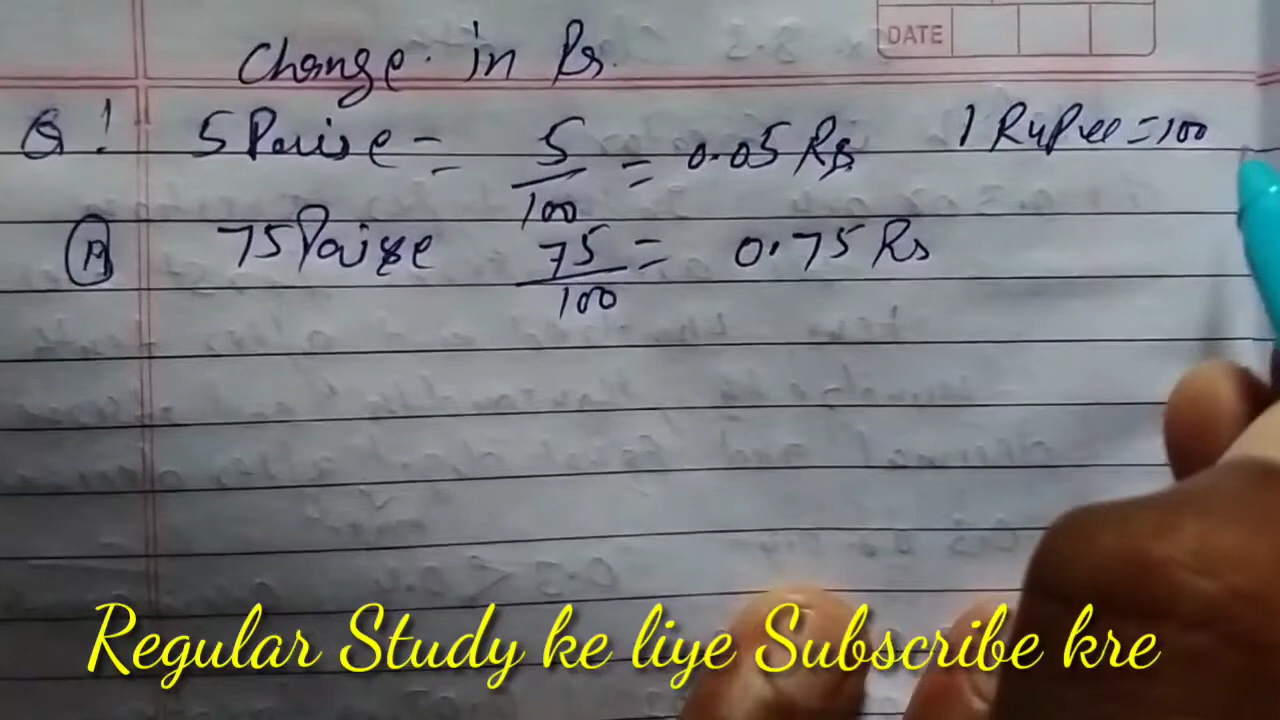 DATE
Change in Rs.
Q! 5 Paise = 5/100 = 0.05 Rs 1 Rupee = 100
(A) 75 Paise 75/100 = 0.75 Rs
Regular Study ke liye Subscribe kre